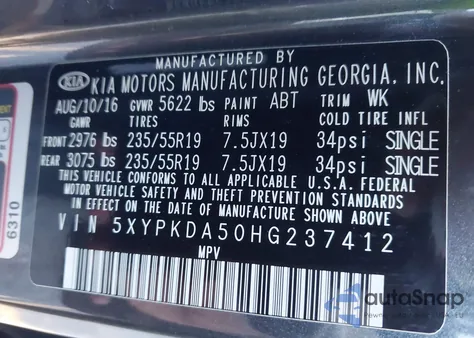 MANUFACTURED BY
KIA KIA MOTORS MANUFACTURING GEORGIA, INC.
AUG/10/16 GVWR 5622 lbs PAINT ABT TRIM WK
GAWR TIRES RIMS COLD TIRE INFL
FRONT 2976 lbs 235/55R19 7.5JX19 34psi SINGLE
REAR 3075 lbs 235/55R19 7.5JX19 34psi SINGLE
THIS VEHICLE CONFORMS TO ALL APPLICABLE U.S.A. FEDERAL
MOTOR VEHICLE SAFETY AND THEFT PREVENTION STANDARDS
IN EFFECT ON THE DATE OF MANUFACTURE SHOWN ABOVE.
VIN 5XYPKDA50HG237412
MPV
6310
autoSnap